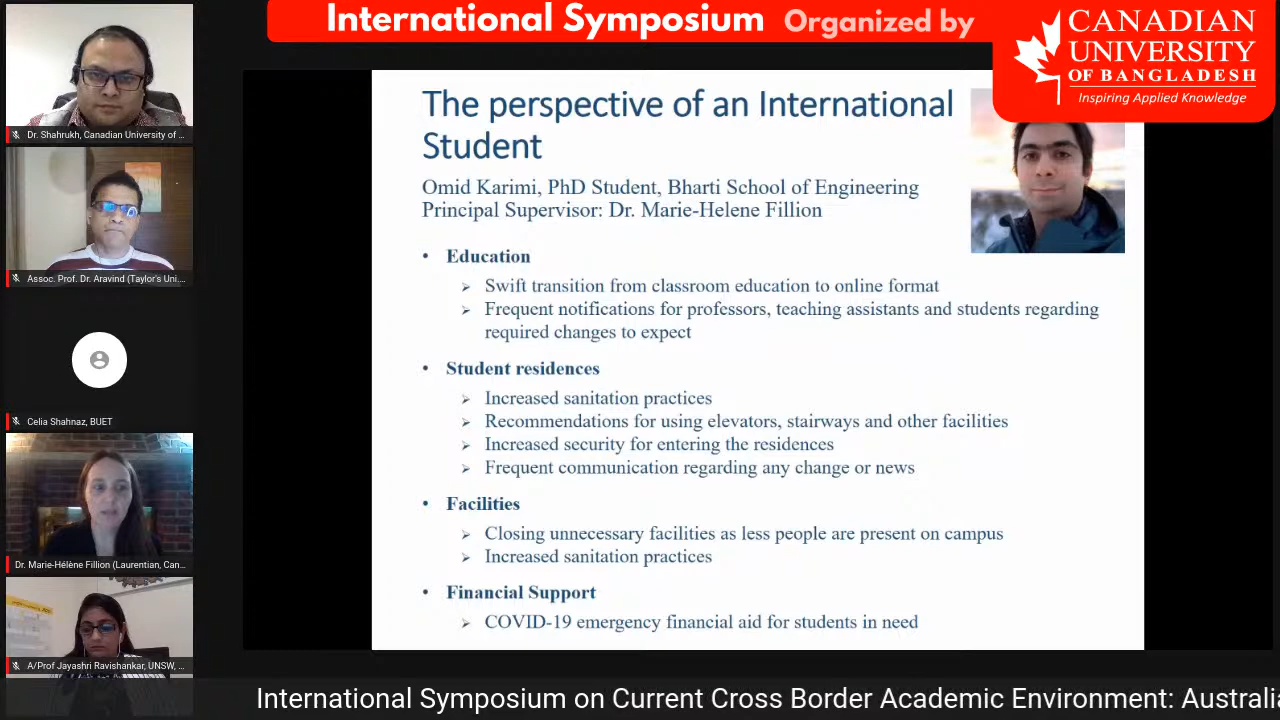 International Symposium Organized by
CANADIAN
UNIVERSITY
OF BANGLADESH
Inspiring Applied Knowledge
Dr. Shahrukh, Canadian University of ...
Assoc. Prof. Dr. Aravind (Taylor's Uni....
Celia Shahnaz, BUET
Dr. Marie-Hélène Fillion (Laurentian, Can...
A/Prof Jayashri Ravishankar, UNSW, ...
The perspective of an International
Student
Omid Karimi, PhD Student, Bharti School of Engineering
Principal Supervisor: Dr. Marie-Helene Fillion
• Education
➢ Swift transition from classroom education to online format
➢ Frequent notifications for professors, teaching assistants and students regarding
required changes to expect
• Student residences
➢ Increased sanitation practices
➢ Recommendations for using elevators, stairways and other facilities
➢ Increased security for entering the residences
➢ Frequent communication regarding any change or news
• Facilities
➢ Closing unnecessary facilities as less people are present on campus
➢ Increased sanitation practices
• Financial Support
➢ COVID-19 emergency financial aid for students in need
International Symposium on Current Cross Border Academic Environment: Australia